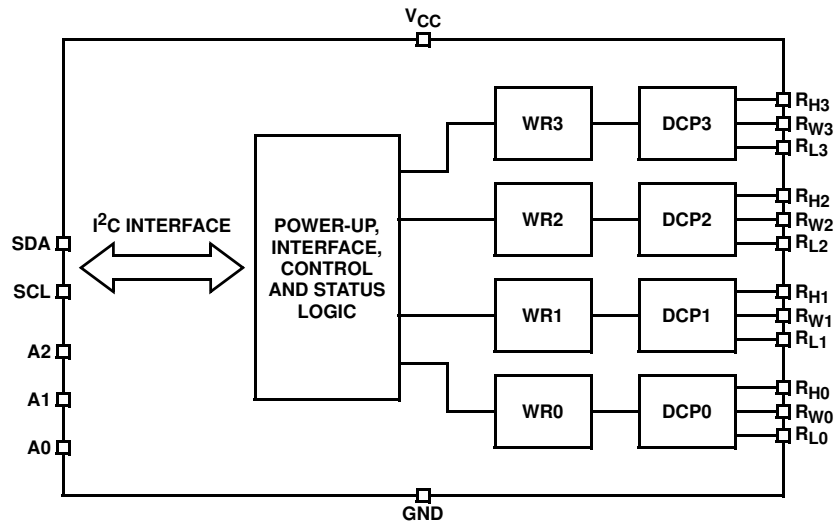 VCC
WR3
DCP3
RH3
RW3
RL3
I2C INTERFACE
SDA
SCL
A2
A1
A0
POWER-UP,
INTERFACE,
CONTROL
AND STATUS
LOGIC
WR2
DCP2
RH2
RW2
RL2
WR1
DCP1
RH1
RW1
RL1
WR0
DCP0
RH0
RW0
RL0
GND